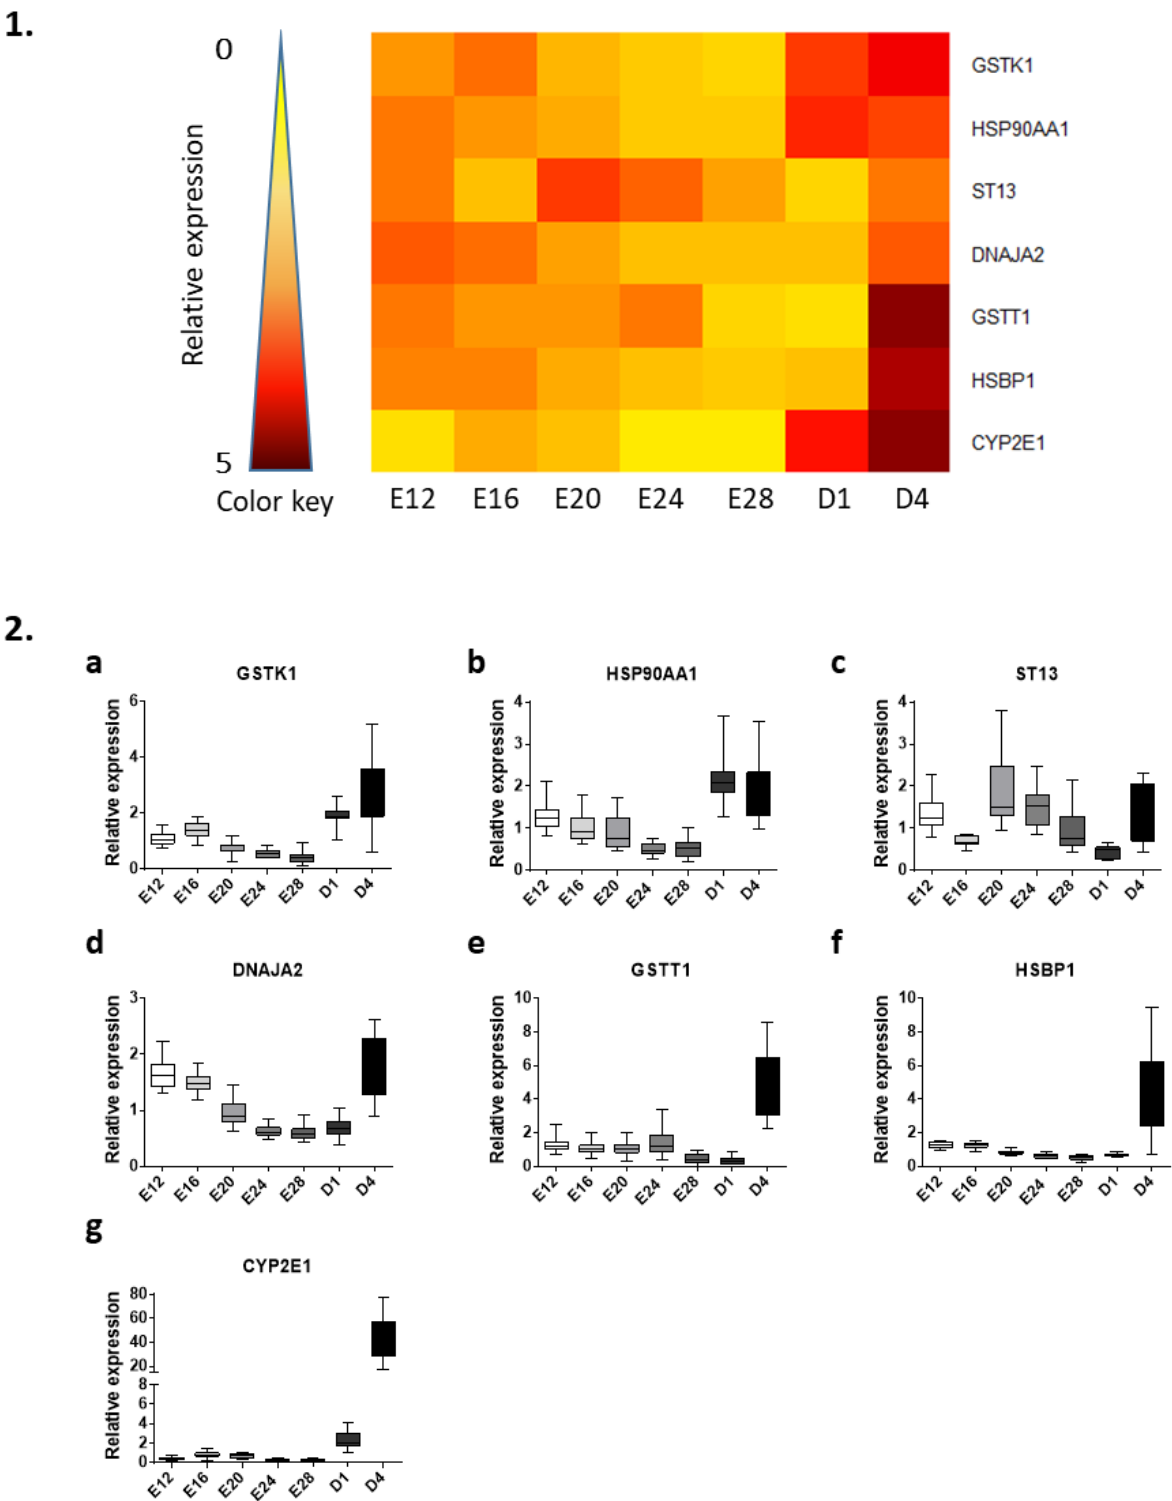 1.
0
Relative expression
5
Color key
GSTK1
HSP90AA1
ST13
DNAJA2
GSTT1
HSBP1
CYP2E1
E12 E16 E20 E24 E28 D1 D4
2.
a
GSTK1
Relative expression
6
4
2
0
E12 E16 E20 E24 E28 D1 D4
b
HSP90AA1
Relative expression
4
3
2
1
0
E12 E16 E20 E24 E28 D1 D4
c
ST13
Relative expression
4
3
2
1
0
E12 E16 E20 E24 E28 D1 D4
d
DNAJA2
Relative expression
3
2
1
0
E12 E16 E20 E24 E28 D1 D4
e
GSTT1
Relative expression
10
8
6
4
2
0
E12 E16 E20 E24 E28 D1 D4
f
HSBP1
Relative expression
10
8
6
4
2
0
E12 E16 E20 E24 E28 D1 D4
g
CYP2E1
Relative expression
80
60
40
20
8
6
4
2
0
E12 E16 E20 E24 E28 D1 D4